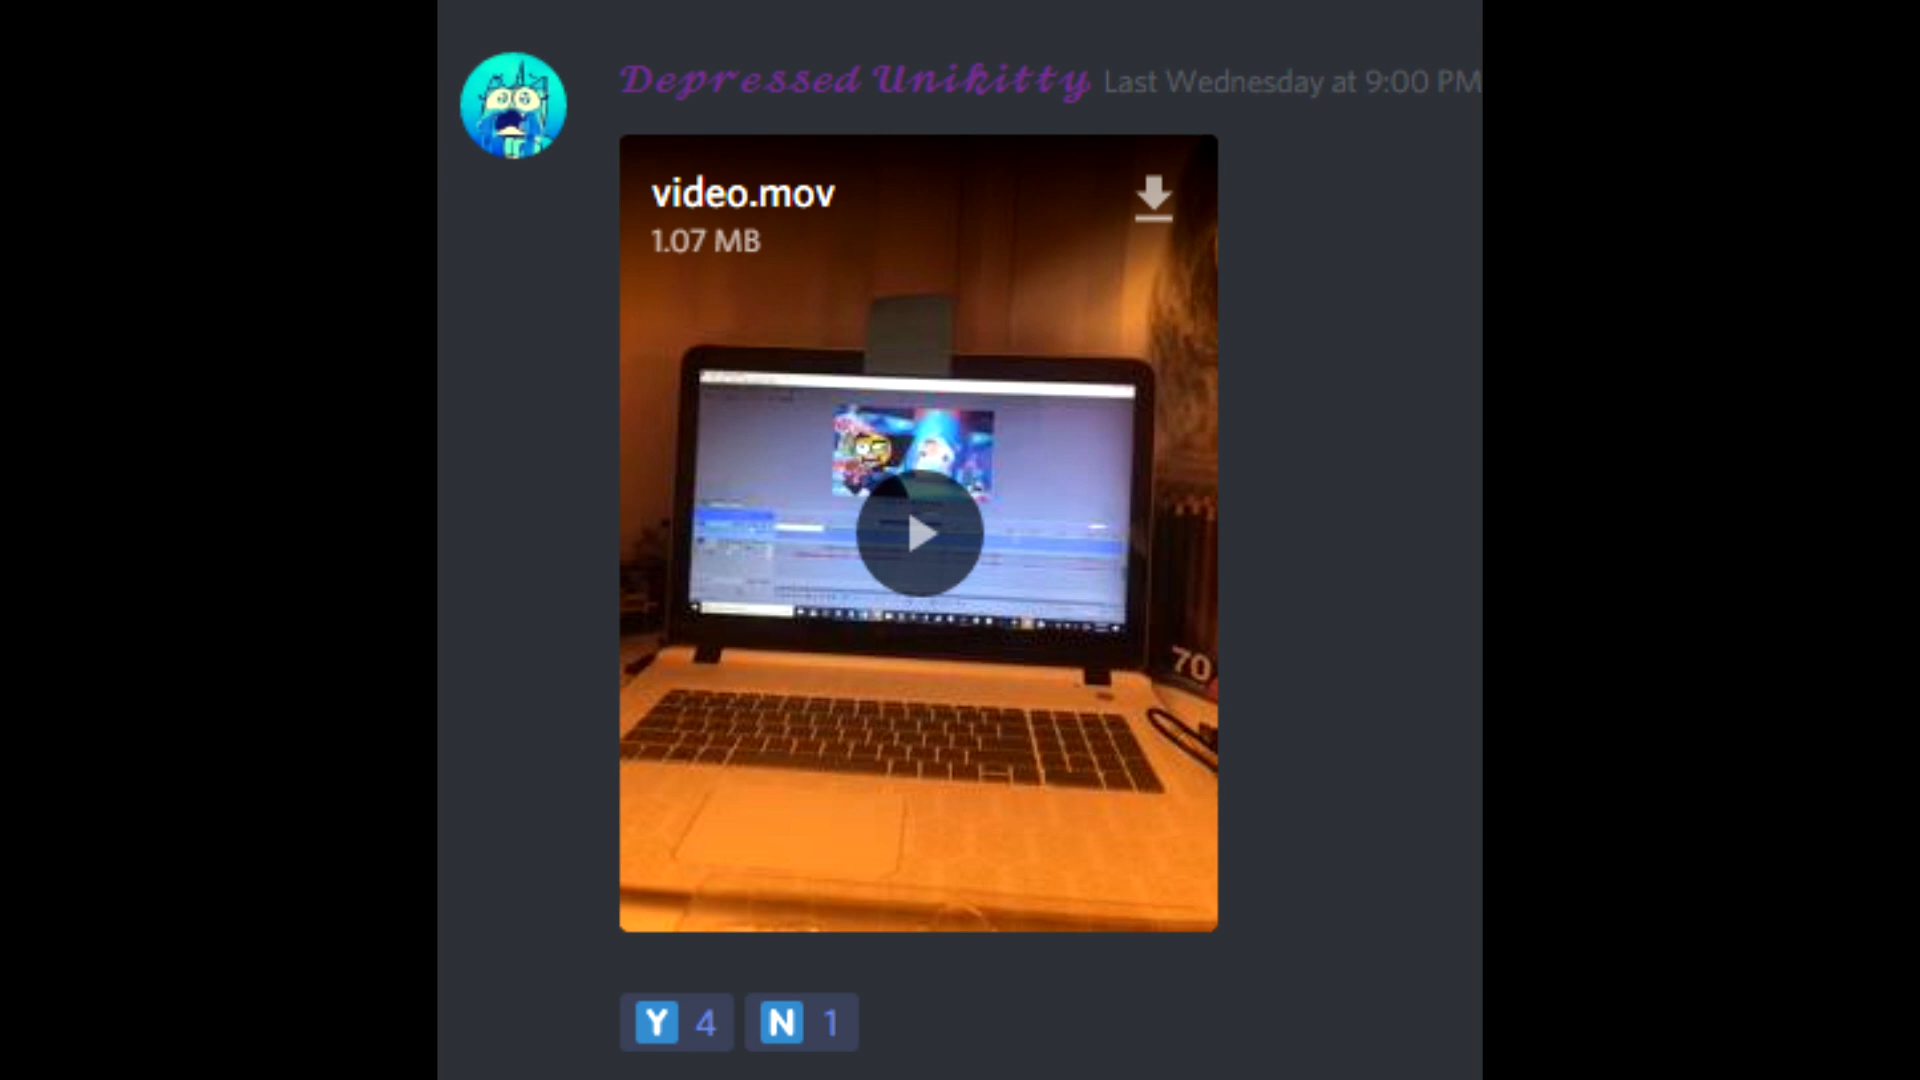 Depressed Unikitty Last Wednesday at 9:00 PM
video.mov
1.07 MB
70
Y 4 N 1